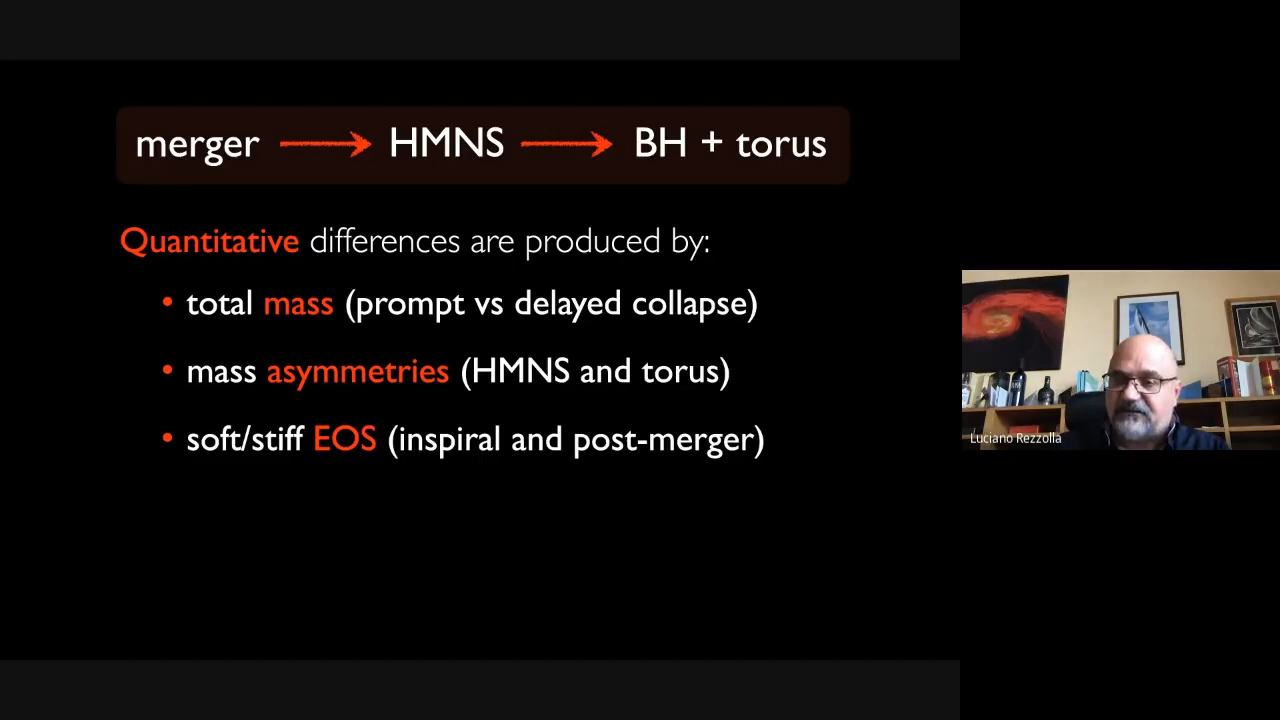 merger → HMNS → BH + torus
Quantitative differences are produced by:
• total mass (prompt vs delayed collapse)
• mass asymmetries (HMNS and torus)
• soft/stiff EOS (inspiral and post-merger)
Luciano Rezzolla